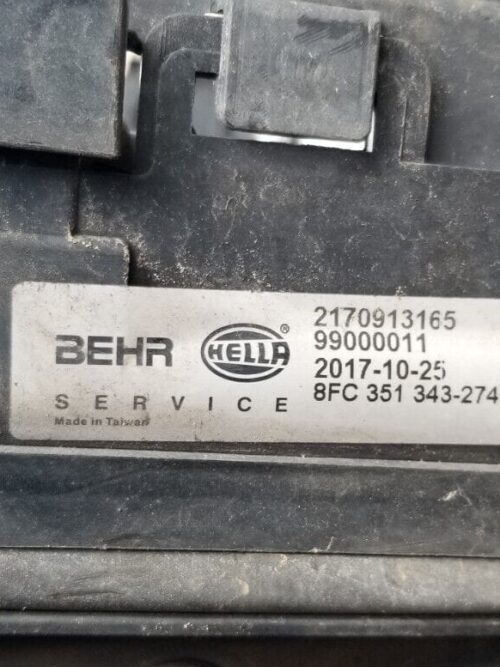 BEHR HELLA®
SERVICE
Made in Taiwan
2170913165
99000011
2017-10-25
8FC 351 343-274